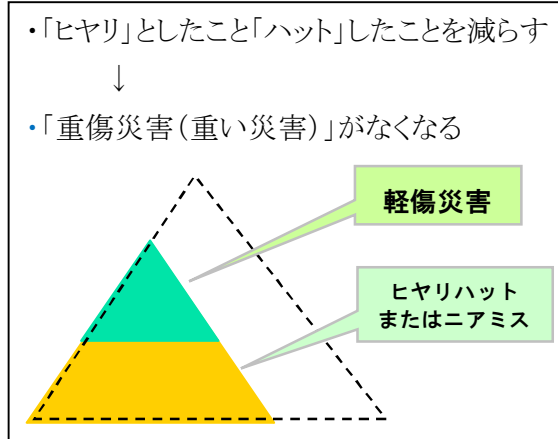 ・「ヒヤリ」としたこと「ハット」したことを減らす
↓
・「重傷災害(重い災害)」がなくなる
軽傷災害
ヒヤリハット
またはニアミス